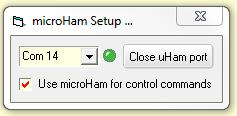 microHam Setup ...
Com 14
Close uHam port
Use microHam for control commands